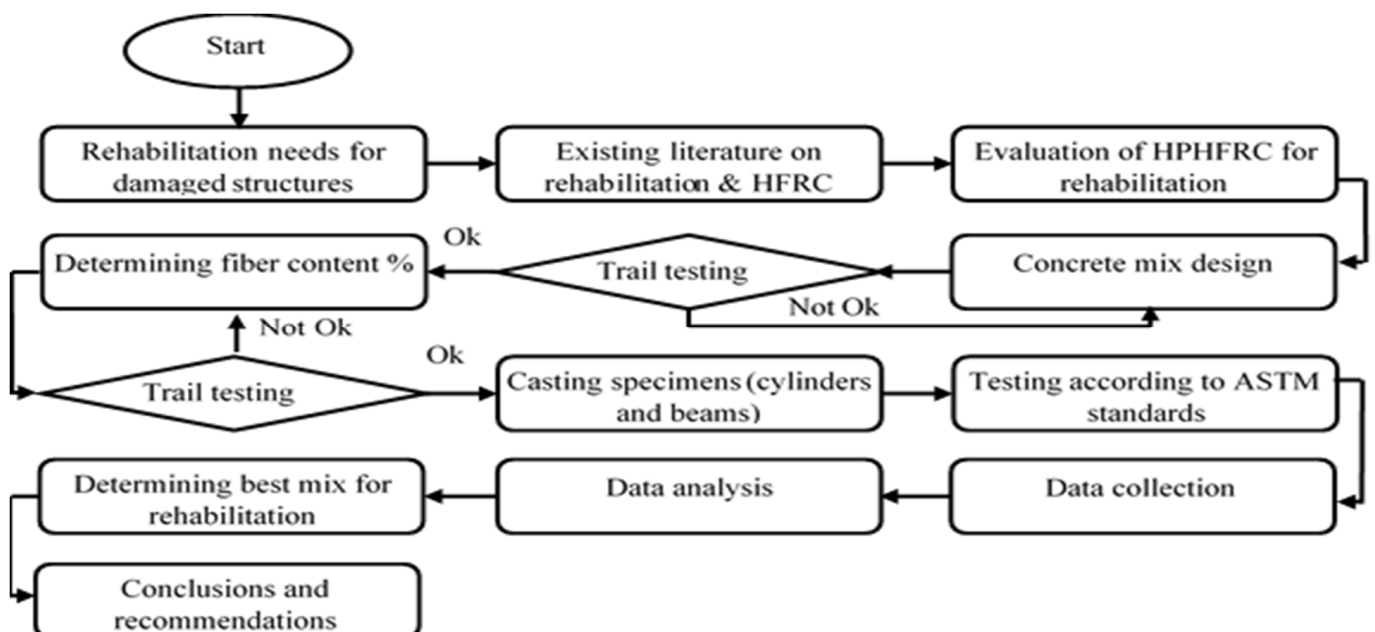 Start
Rehabilitation needs for
damaged structures
Existing literature on
rehabilitation & HFRC
Evaluation of HPHFRC for
rehabilitation
Concrete mix design
Trail testing
Not Ok
Ok
Determining fiber content %
Trail testing
Not Ok
Ok
Casting specimens (cylinders
and beams)
Testing according to ASTM
standards
Data collection
Data analysis
Determining best mix for
rehabilitation
Conclusions and
recommendations